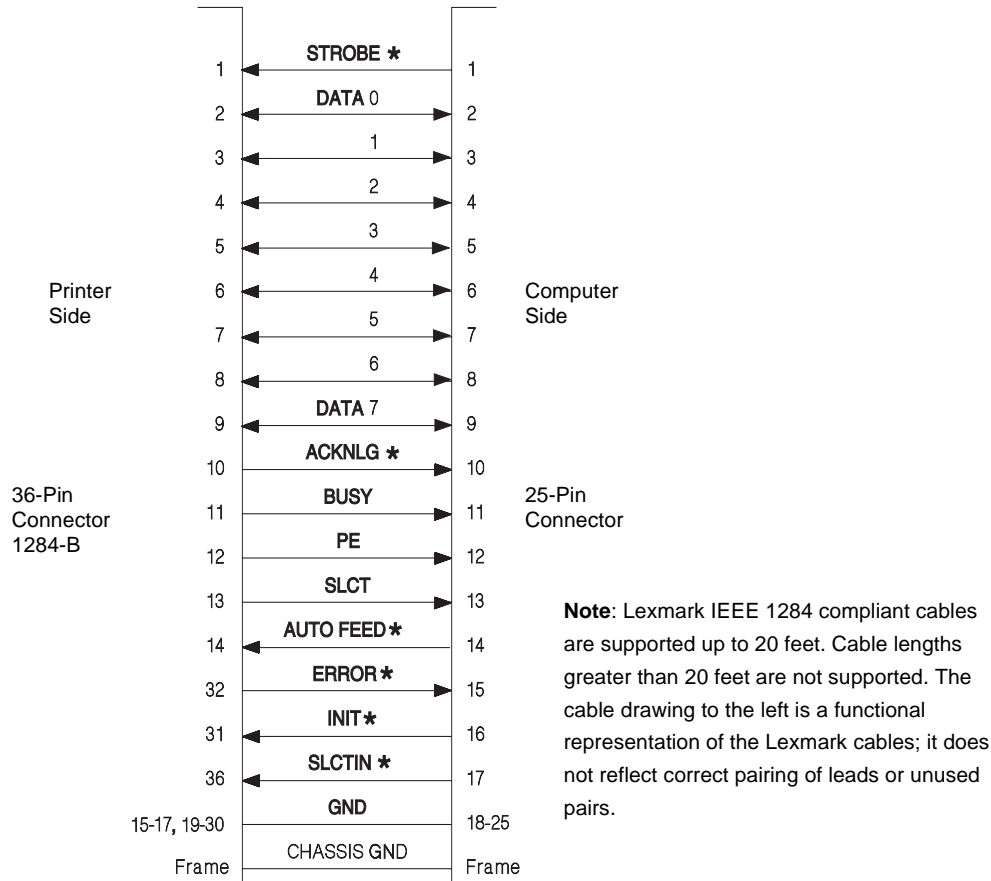 1 STROBE * 1
2 DATA 0 2
3 1 3
4 2 4
5 3 5
Printer
Side
6 4 6
Computer
Side
7 5 7
8 6 8
9 DATA 7 9
10 ACKNLG * 10
36-Pin
Connector
1284-B
11 BUSY 11
25-Pin
Connector
12 PE 12
13 SLCT 13
14 AUTO FEED * 14
32 ERROR * 15
31 INIT * 16
36 SLCTIN * 17
15-17, 19-30 GND 18-25
Frame CHASSIS GND Frame
Note: Lexmark IEEE 1284 compliant cables
are supported up to 20 feet. Cable lengths
greater than 20 feet are not supported. The
cable drawing to the left is a functional
representation of the Lexmark cables; it does
not reflect correct pairing of leads or unused
pairs.